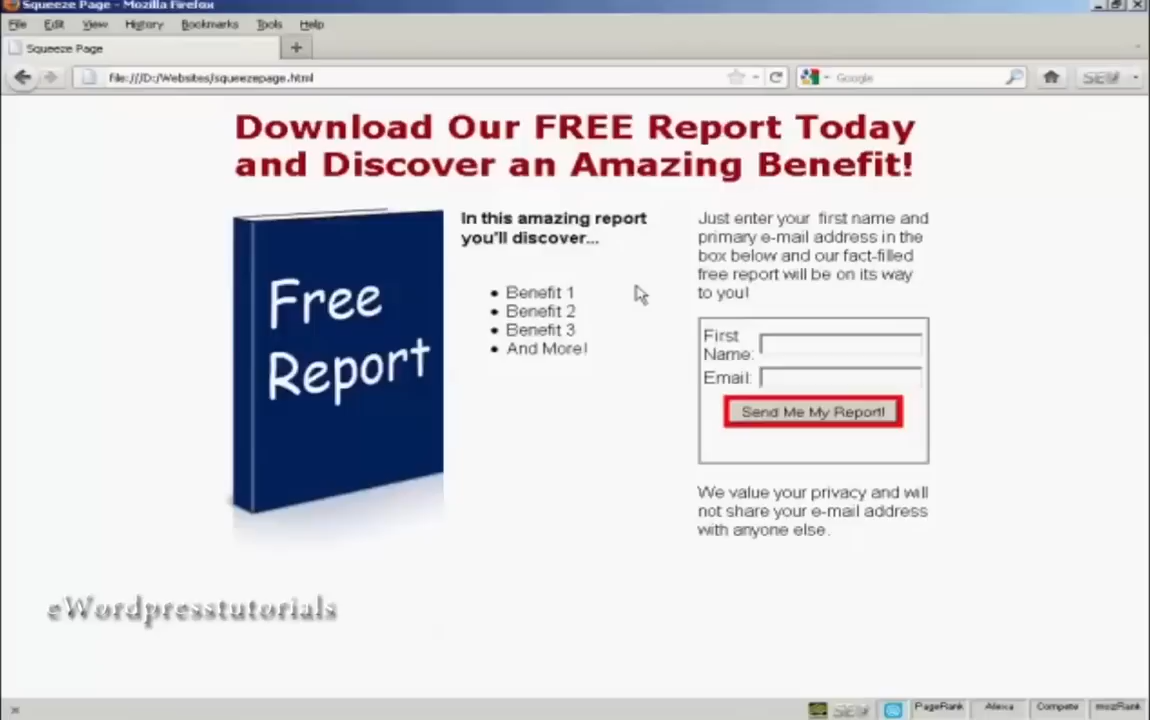 Squeeze Page - Mozilla Firefox
File Edit View History Bookmarks Tools Help
Squeeze Page
file:///D:/Websites/squeezepage.html
Google
Download Our FREE Report Today
and Discover an Amazing Benefit!
Free
Report
In this amazing report
you'll discover...
Benefit 1
Benefit 2
Benefit 3
And More!
Just enter your first name and
primary e-mail address in the
box below and our fact-filled
free report will be on its way
to you!
First
Name:
Email:
Send Me My Report!
We value your privacy and will
not share your e-mail address
with anyone else.
eWordpresstutorials
PageRank Alexa Compete mozRank